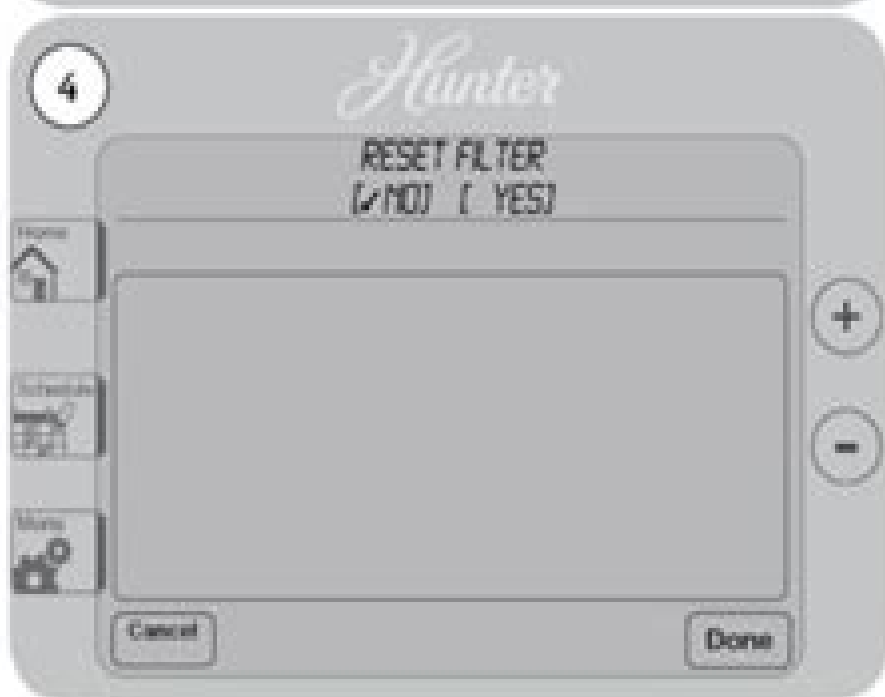 4
Hunter
RESET FILTER
[✓NO] [ YES]
Home
+
Schedule
-
Menu
Cancel
Done